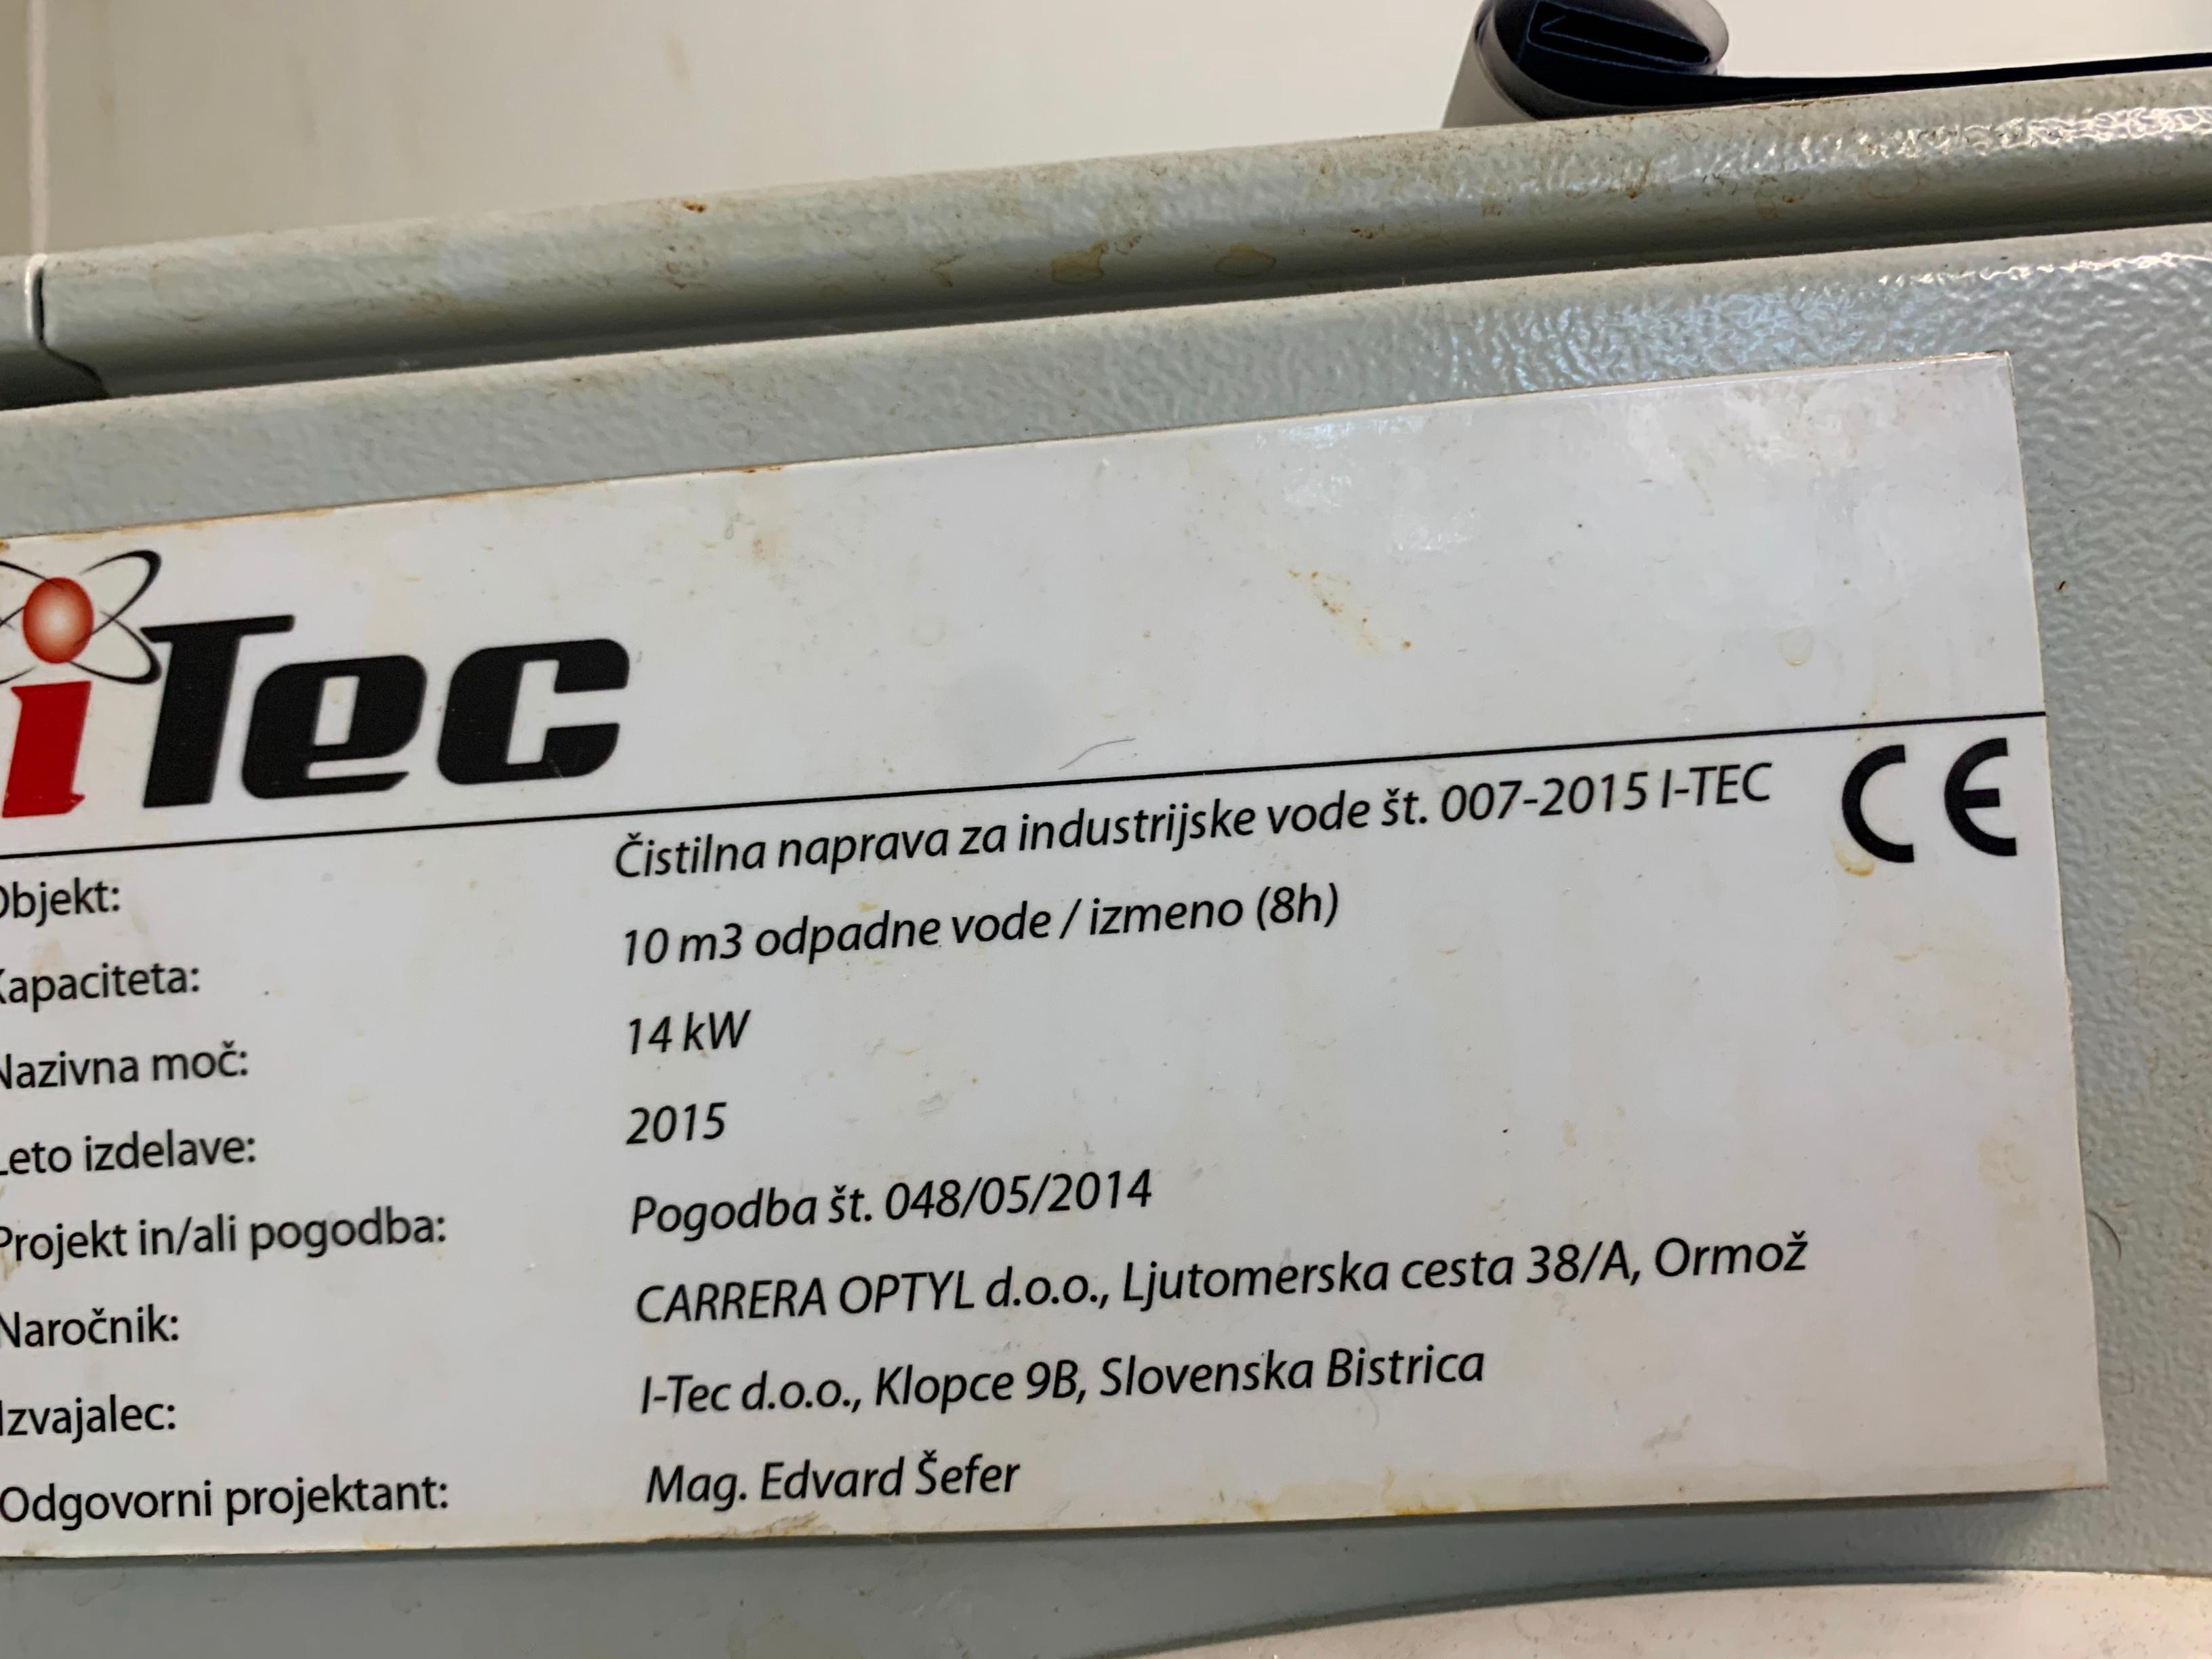 iTec
Objekt: Čistilna naprava za industrijske vode št. 007-2015 I-TEC CE
Kapaciteta: 10 m3 odpadne vode / izmeno (8h)
Nazivna moč: 14 kW
Leto izdelave: 2015
Projekt in/ali pogodba: Pogodba št. 048/05/2014
Naročnik: CARRERA OPTYL d.o.o., Ljutomerska cesta 38/A, Ormož
Izvajalec: I-Tec d.o.o., Klopce 9B, Slovenska Bistrica
Odgovorni projektant: Mag. Edvard Šefer